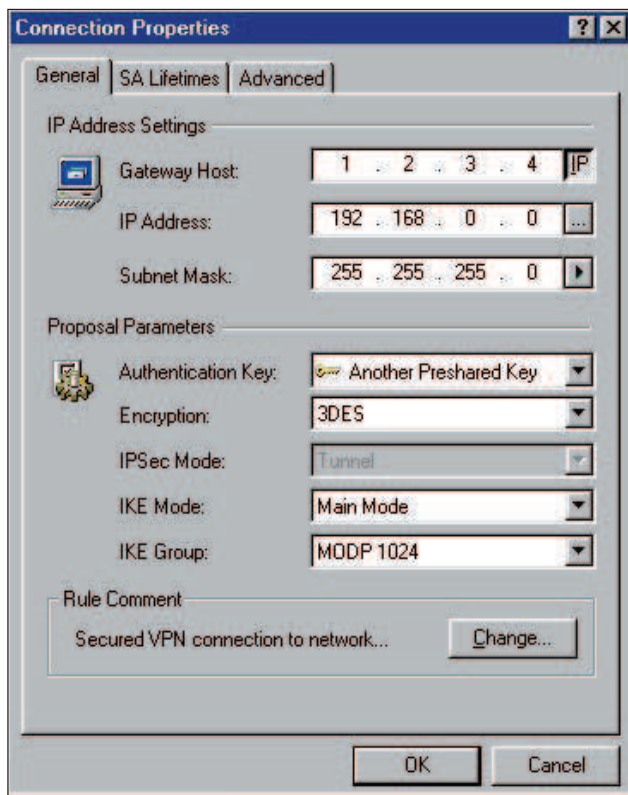 Connection Properties
General SA Lifetimes Advanced
IP Address Settings
Gateway Host: 1 . 2 . 3 . 4 IP
IP Address: 192 . 168 . 0 . 0 ...
Subnet Mask: 255 . 255 . 255 . 0
Proposal Parameters
Authentication Key: Another Preshared Key
Encryption: 3DES
IPSec Mode: Tunnel
IKE Mode: Main Mode
IKE Group: MODP 1024
Rule Comment
Secured VPN connection to network... Change...
OK Cancel